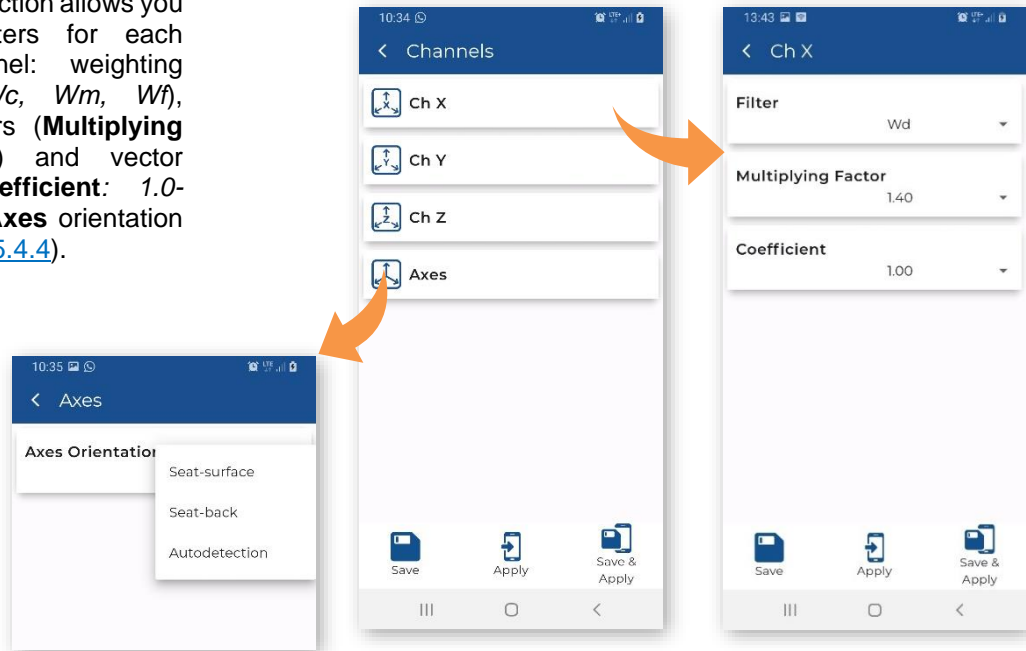 ction allows you
ters for each
nel: weighting
Vc, Wm, Wf),
rs (Multiplying
) and vector
efficient: 1.0-
Axes orientation
5.4.4).
10:34
Channels
Ch X
Ch Y
Ch Z
Axes
Save
Apply
Save &
Apply
13:43
Ch X
Filter
Wd
Multiplying Factor
1.40
Coefficient
1.00
Save
Apply
Save &
Apply
10:35
Axes
Axes Orientation
Seat-surface
Seat-back
Autodetection